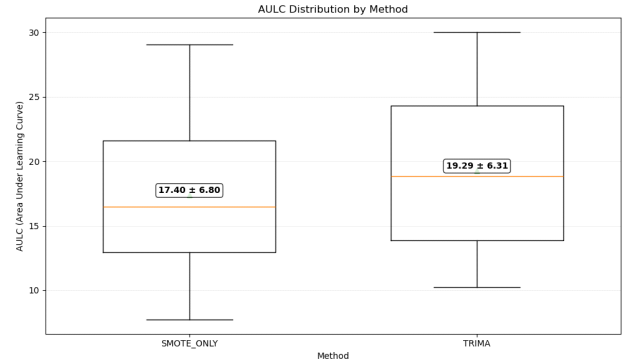 AULC Distribution by Method
AULC (Area Under Learning Curve)
30
25
20
15
10
17.40 ± 6.80
19.29 ± 6.31
SMOTE_ONLY
TRIMA
Method